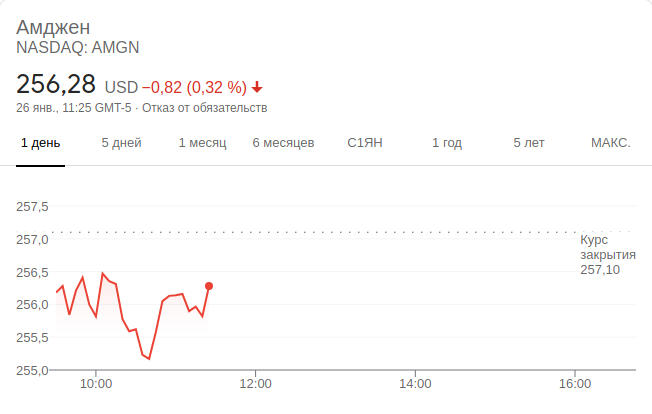 Амджен
NASDAQ: AMGN
256,28 USD −0,82 (0,32 %)
26 янв., 11:25 GMT-5 · Отказ от обязательств
1 день 5 дней 1 месяц 6 месяцев С1ЯН 1 год 5 лет МАКС.
257,5
257,0
256,5
256,0
255,5
255,0
Курс
закрытия
257,10
10:00 12:00 14:00 16:00